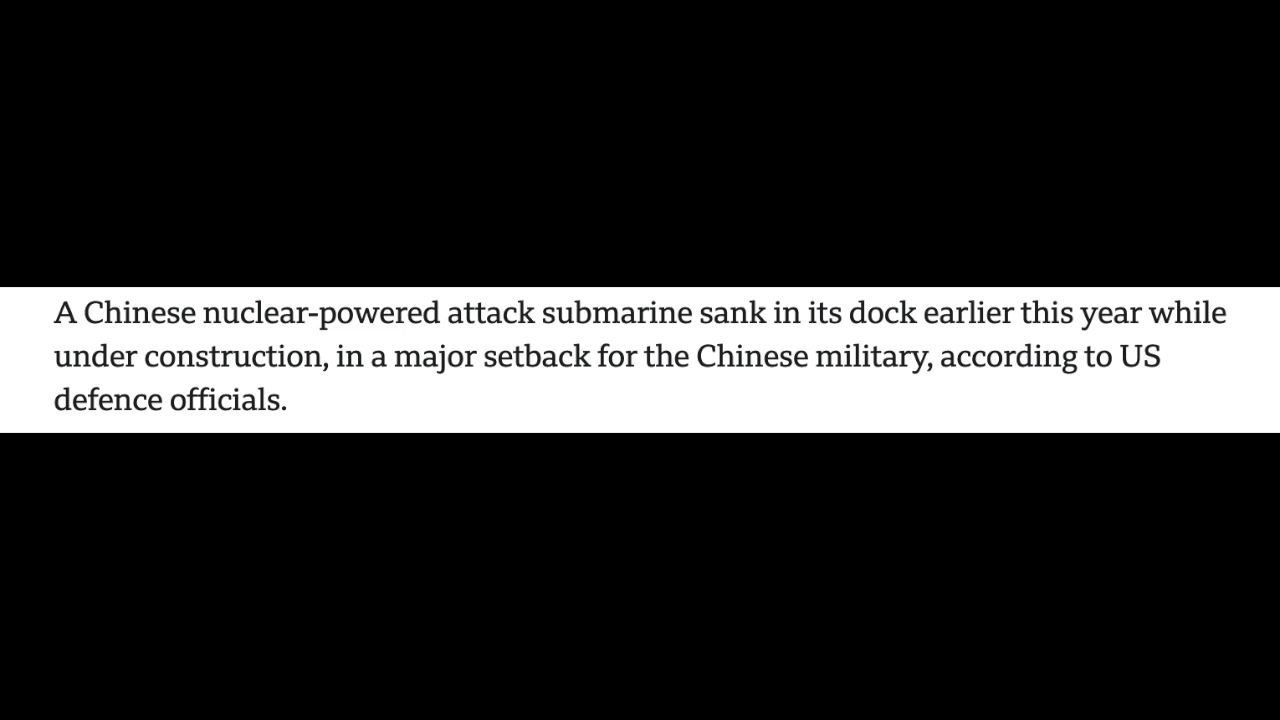 A Chinese nuclear-powered attack submarine sank in its dock earlier this year while
under construction, in a major setback for the Chinese military, according to US
defence officials.